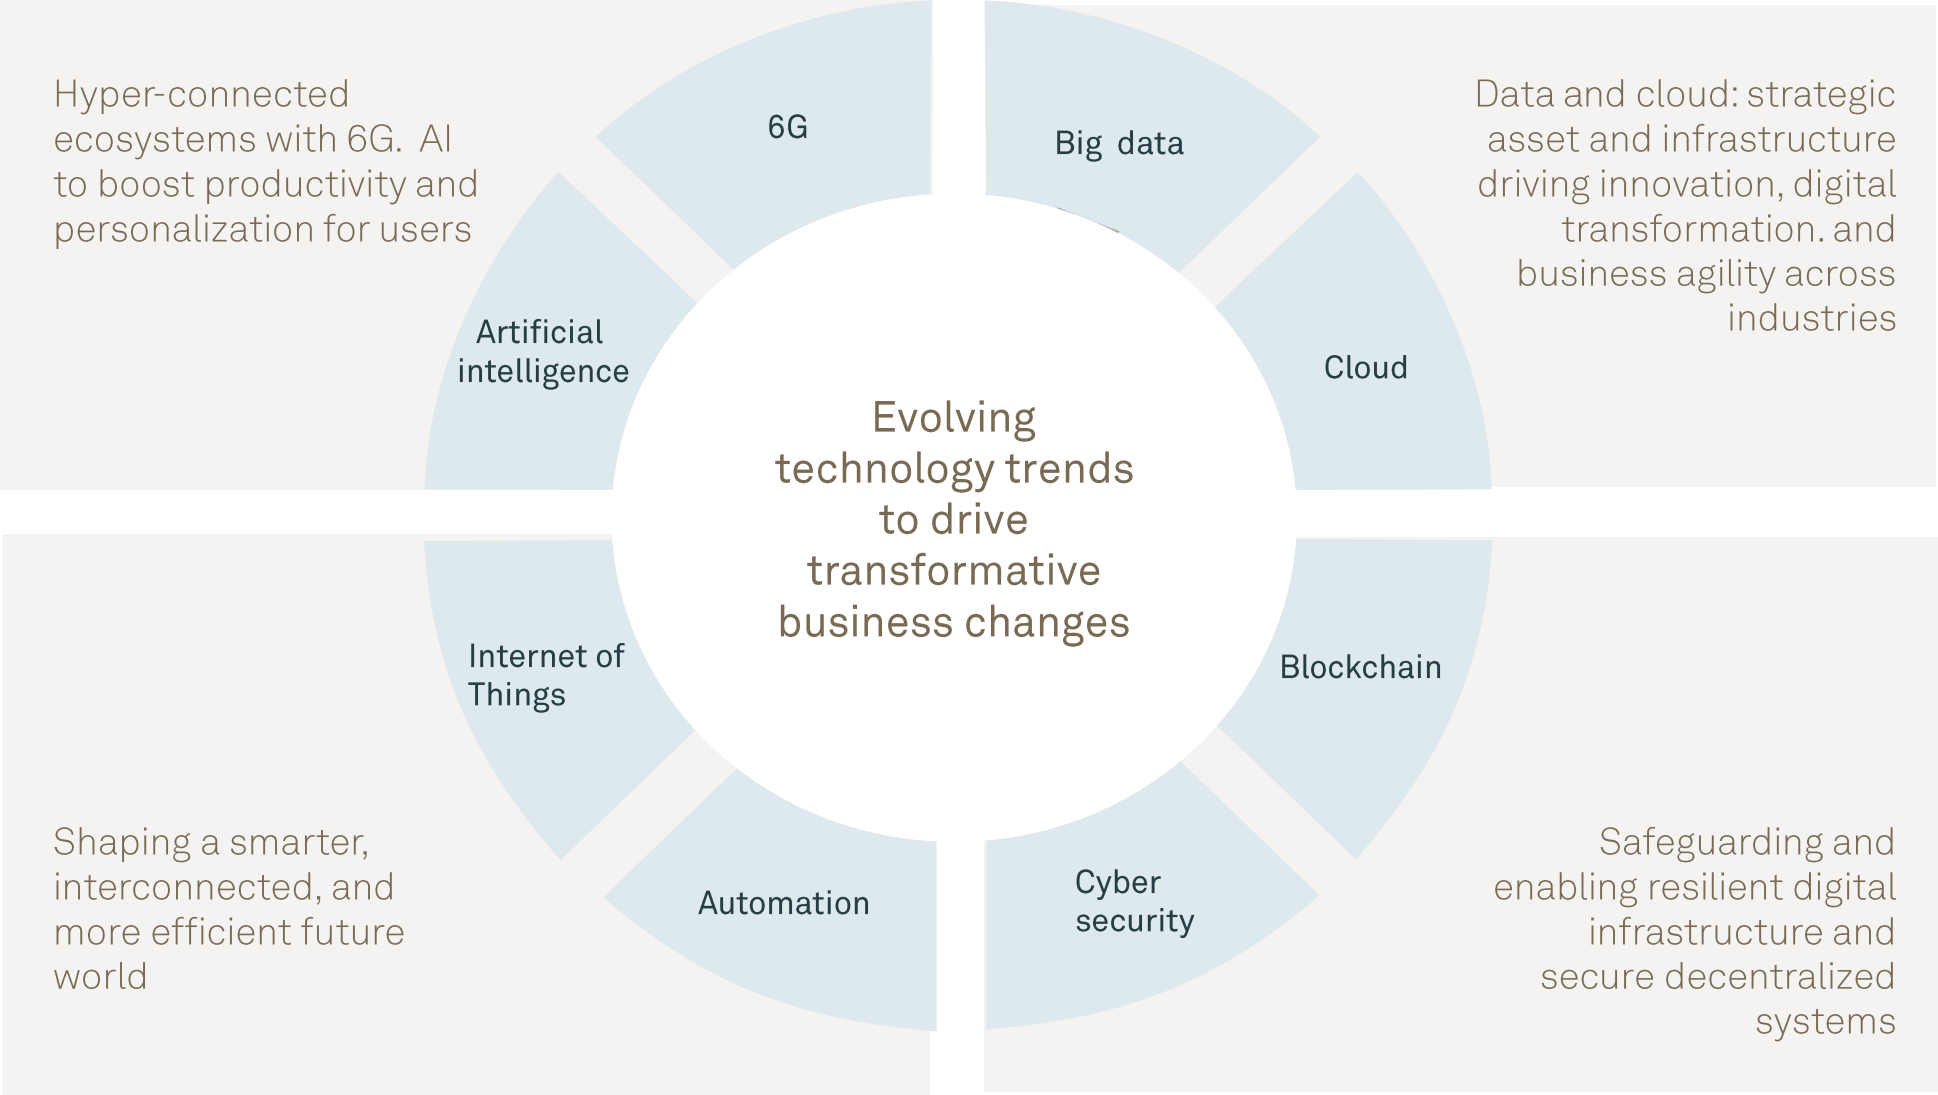 Hyper-connected
ecosystems with 6G.  AI
to boost productivity and
personalization for users
6G
Artificial
intelligence
Big  data
Cloud
Data and cloud: strategic
asset and infrastructure
driving innovation, digital
transformation. and
business agility across
industries
Evolving
technology trends
to drive
transformative
business changes
Internet of
Things
Automation
Shaping a smarter,
interconnected, and
more efficient future
world
Blockchain
Cyber
security
Safeguarding and
enabling resilient digital
infrastructure and
secure decentralized
systems